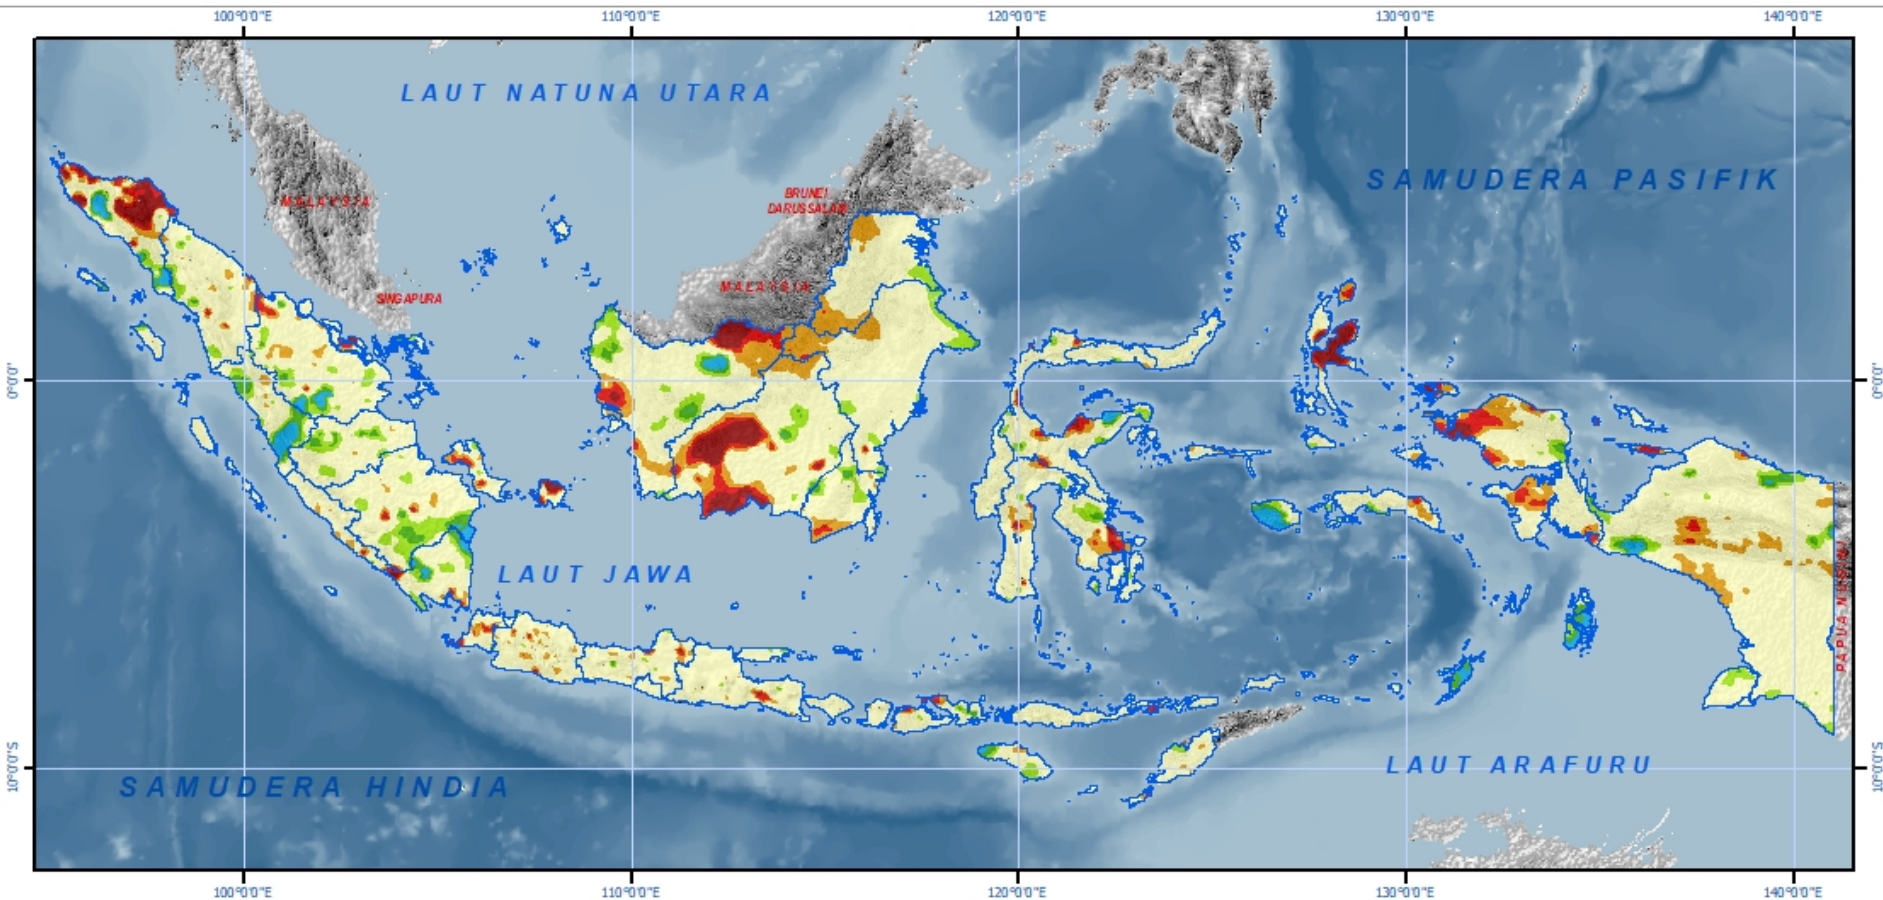 100°0'0"E 110°0'0"E 120°0'0"E 130°0'0"E 140°0'0"E
LAUT NATUNA UTARA
SAMUDERA PASIFIK
MALAYSIA
BRUNEI
DARUSSALAM
MALAYSIA
SINGAPURA
0°0'0" 0°0'0"
LAUT JAWA
PAPUA NUGINI
LAUT ARAFURU
10°0'0"S 10°0'0"S
SAMUDERA HINDIA
100°0'0"E 110°0'0"E 120°0'0"E 130°0'0"E 140°0'0"E